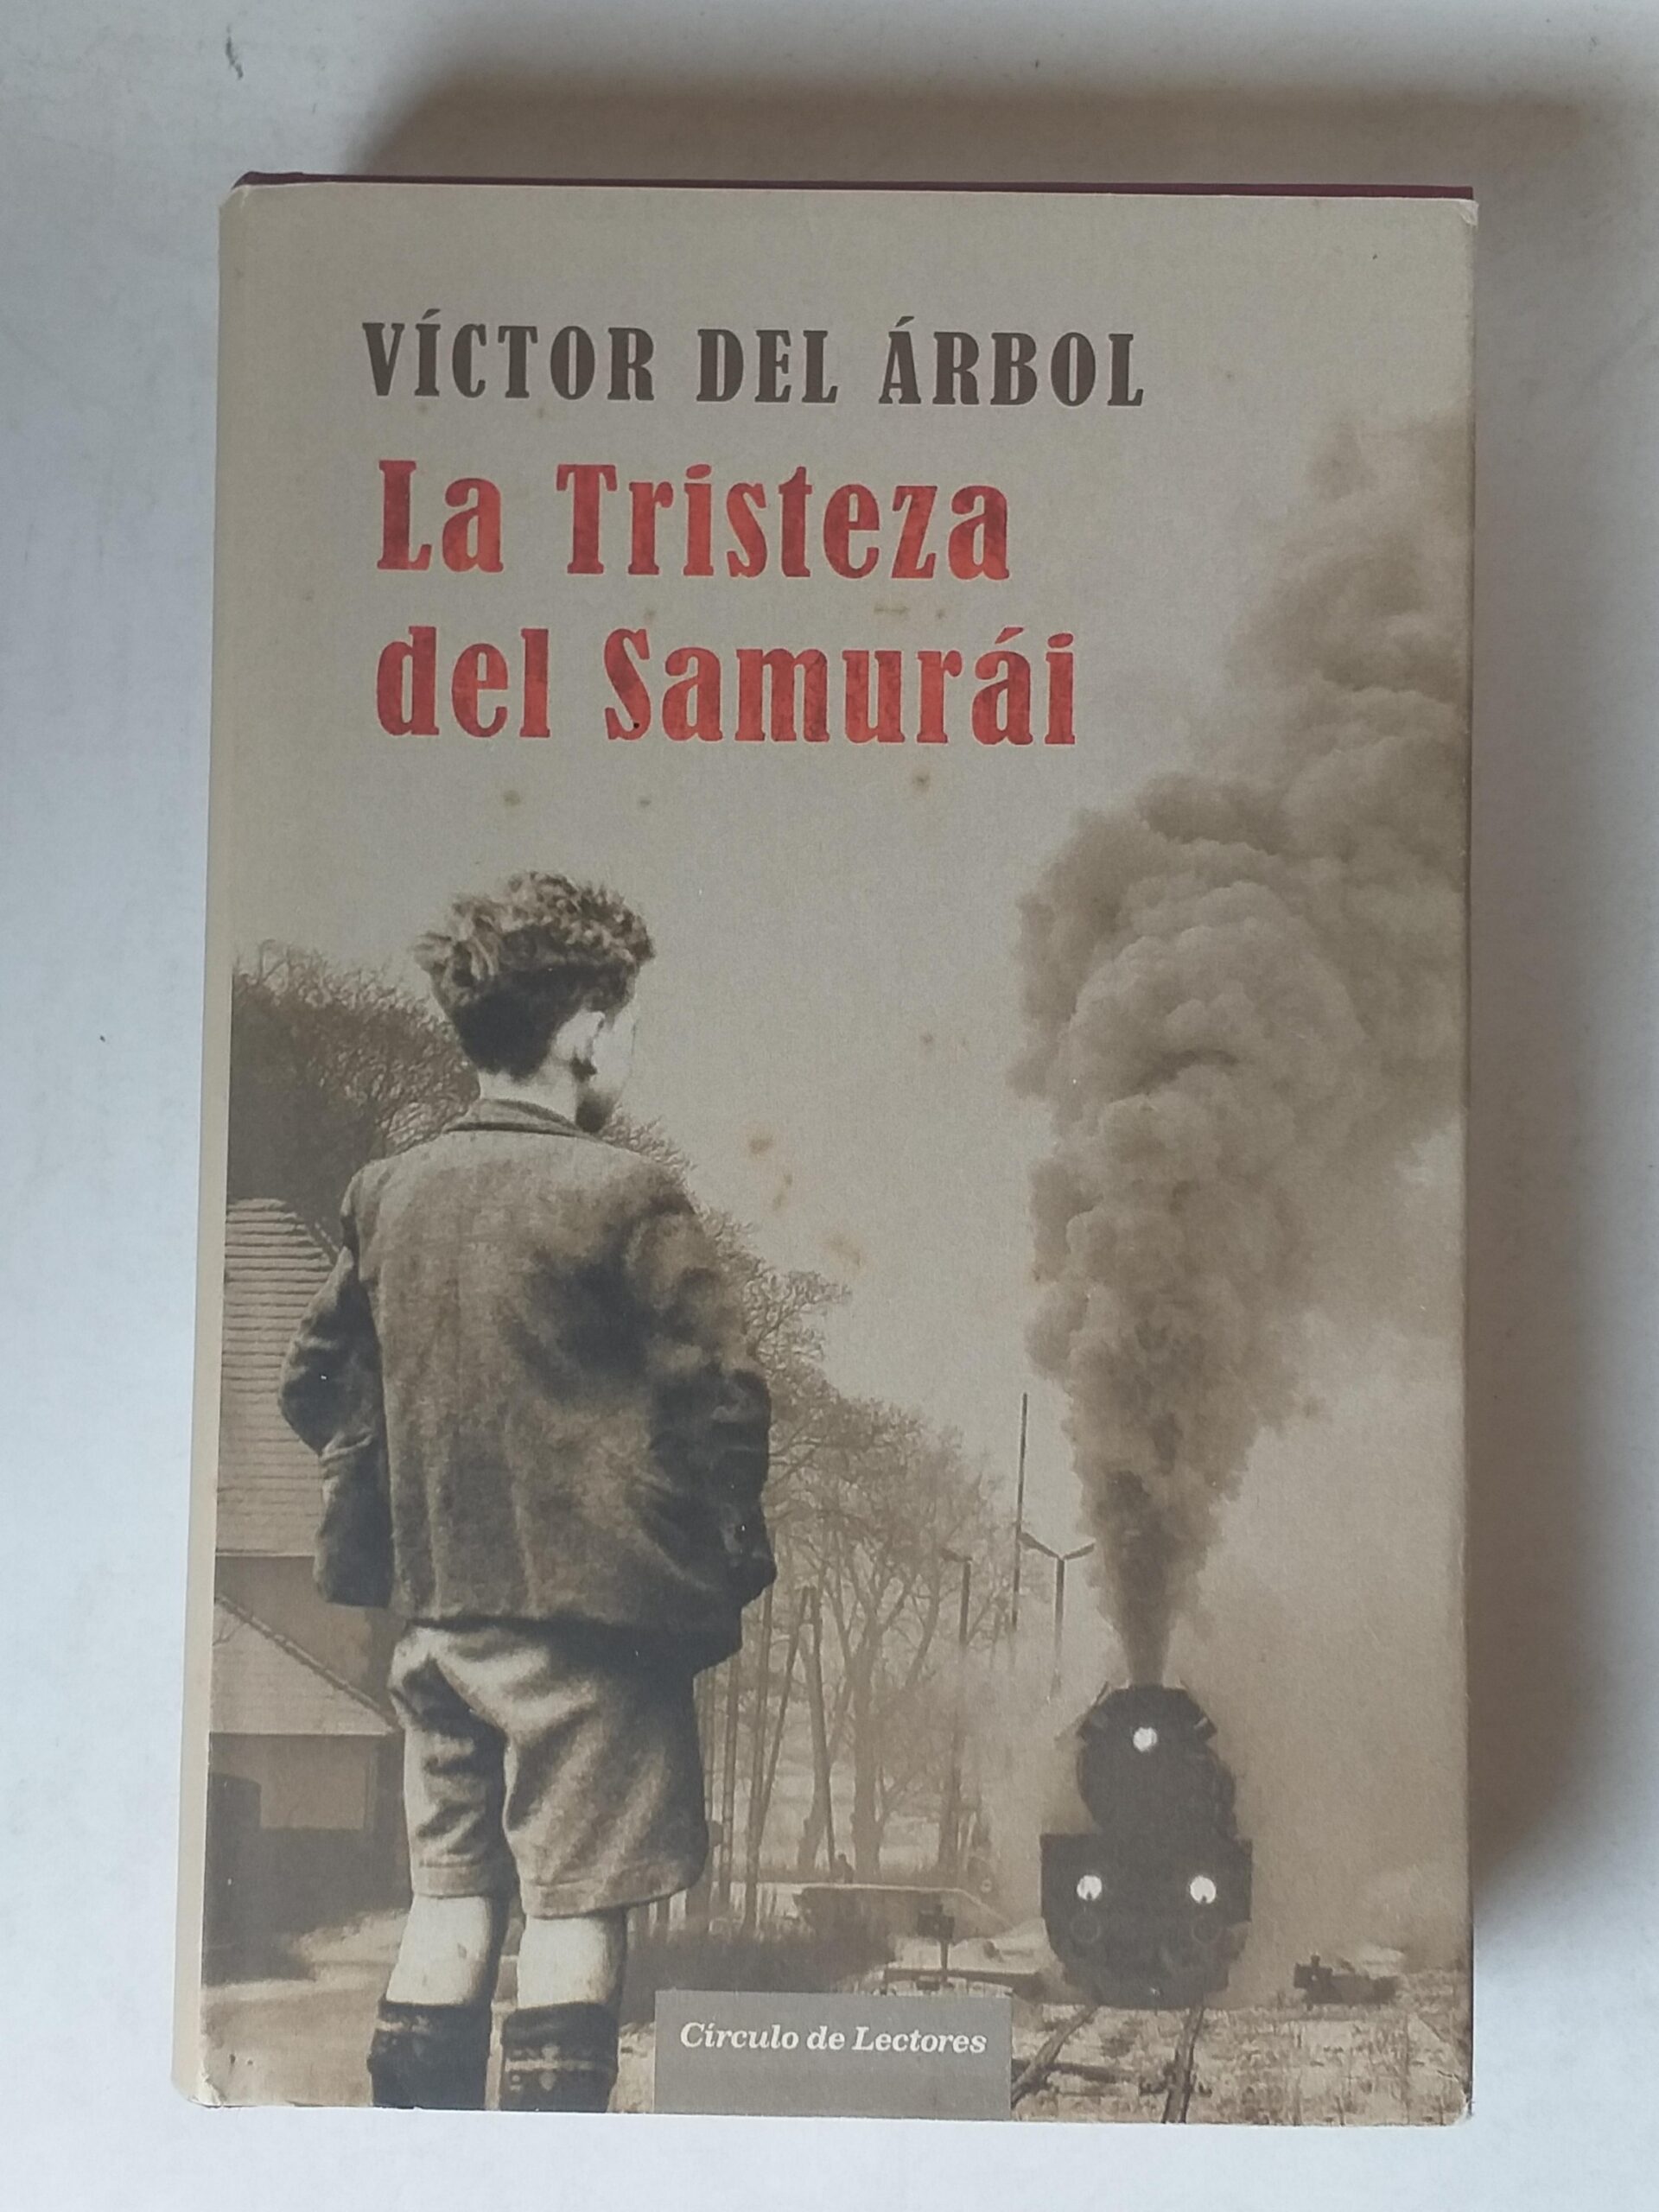 VÍCTOR DEL ÁRBOL
La Tristeza
del Samurái
Círculo de Lectores